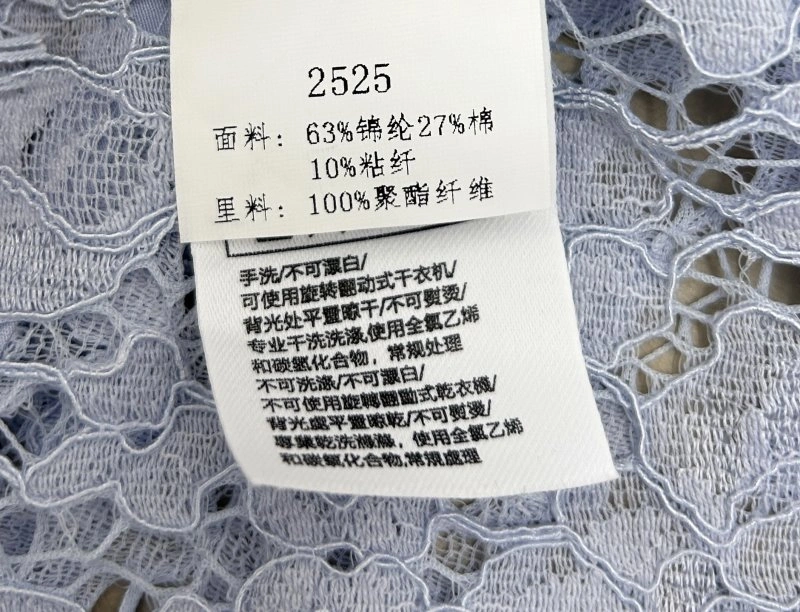 2525
面料: 63%锦纶27%棉
10%粘纤
里料: 100%聚酯纤维
手洗/不可漂白/
可使用旋转翻动式干衣机/
背光处平置晾干/不可熨烫/
专业干洗洗涤,使用全氯乙烯
和碳氢化合物，常规处理
不可洗涤/不可漂白/
不可使用旋轉翻動式乾衣機/
背光處平置晾乾/不可熨燙/
專業乾洗滌，使用全氯乙烯
和碳氫化合物,常規處理